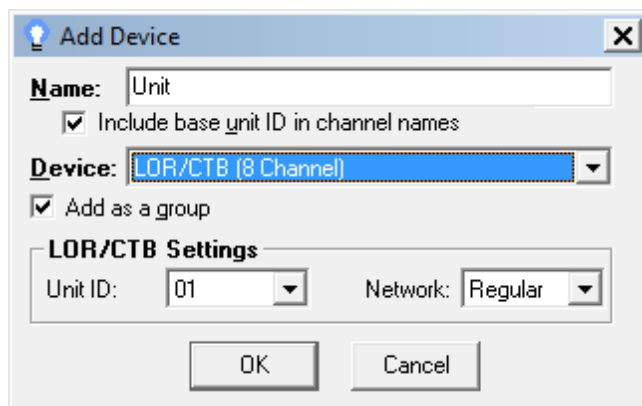 Add Device
Name: Unit
Include base unit ID in channel names
Device: LOR/CTB (8 Channel)
Add as a group
LOR/CTB Settings
Unit ID: 01 Network: Regular
OK Cancel